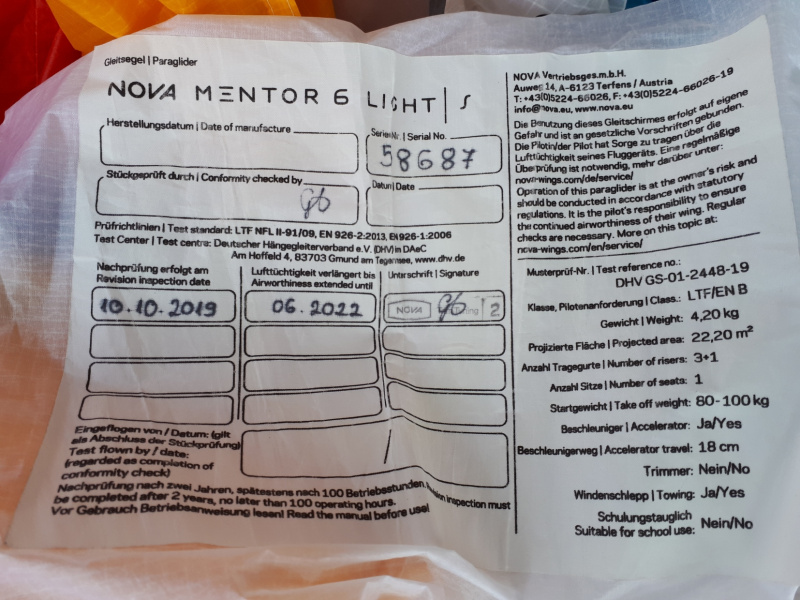 Gleitsegel | Paraglider
NOVA MENTOR 6 LIGHT | S
Herstellungsdatum | Date of manufacture
Serien-Nr. | Serial No.
58687
Stückgeprüft durch | Conformity checked by
Datum | Date
Prüfrichtlinien | Test standard: LTF NFL II-91/09, EN 926-2:2013, EN926-1:2006
Test Center | Test centre: Deutscher Hängegleiterverband e.V. (DHV) in DAeC
Am Hoffeld 4, 83703 Gmund am Tegernsee, www.dhv.de
Nachprüfung erfolgt am
Revision inspection date
Lufttüchtigkeit verlängert bis
Airworthiness extended until
Unterschrift | Signature
10.10.2019
06.2022
NOVA
2
Eingeflogen von / Datum: (gilt
als Abschluss der Stückprüfung)
Test flown by / date:
(regarded as completion of
conformity check)
/
Nachprüfung nach zwei Jahren, spätestens nach 100 Betriebsstunden. Revision inspection must
be completed after 2 years, no later than 100 operating hours.
Vor Gebrauch Betriebsanweisung lesen! Read the manual before use!
NOVA Vertriebsges.m.b.H.
Auweg 14, A-6123 Terfens / Austria
T: +43(0)5224-66026, F: +43(0)5224-66026-19
info@nova.eu, www.nova.eu
Die Benutzung dieses Gleitschirmes erfolgt auf eigene
Gefahr und ist an gesetzliche Vorschriften gebunden.
Die Pilotin/der Pilot hat Sorge zu tragen über die
Lufttüchtigkeit seines Fluggeräts. Eine regelmäßige
Überprüfung ist notwendig, mehr darüber unter:
nova-wings.com/de/service/
Operation of this paraglider is at the owner's risk and
should be conducted in accordance with statutory
regulations. It is the pilot's responsibility to ensure
the continued airworthiness of their wing. Regular
checks are necessary. More on this topic at:
nova-wings.com/en/service/
Musterprüf-Nr. | Test reference no.:
DHV GS-01-2448-19
Klasse, Pilotenanforderung | Class.: LTF/EN B
Gewicht | Weight: 4,20 kg
Projizierte Fläche | Projected area: 22,20 m²
Anzahl Tragegurte | Number of risers: 3+1
Anzahl Sitze | Number of seats: 1
Startgewicht | Take off weight: 80-100 kg
Beschleuniger | Accelerator: Ja/Yes
Beschleunigerweg | Accelerator travel: 18 cm
Trimmer: Nein/No
Windenschlepp | Towing: Ja/Yes
Schulungstauglich
Suitable for school use: Nein/No